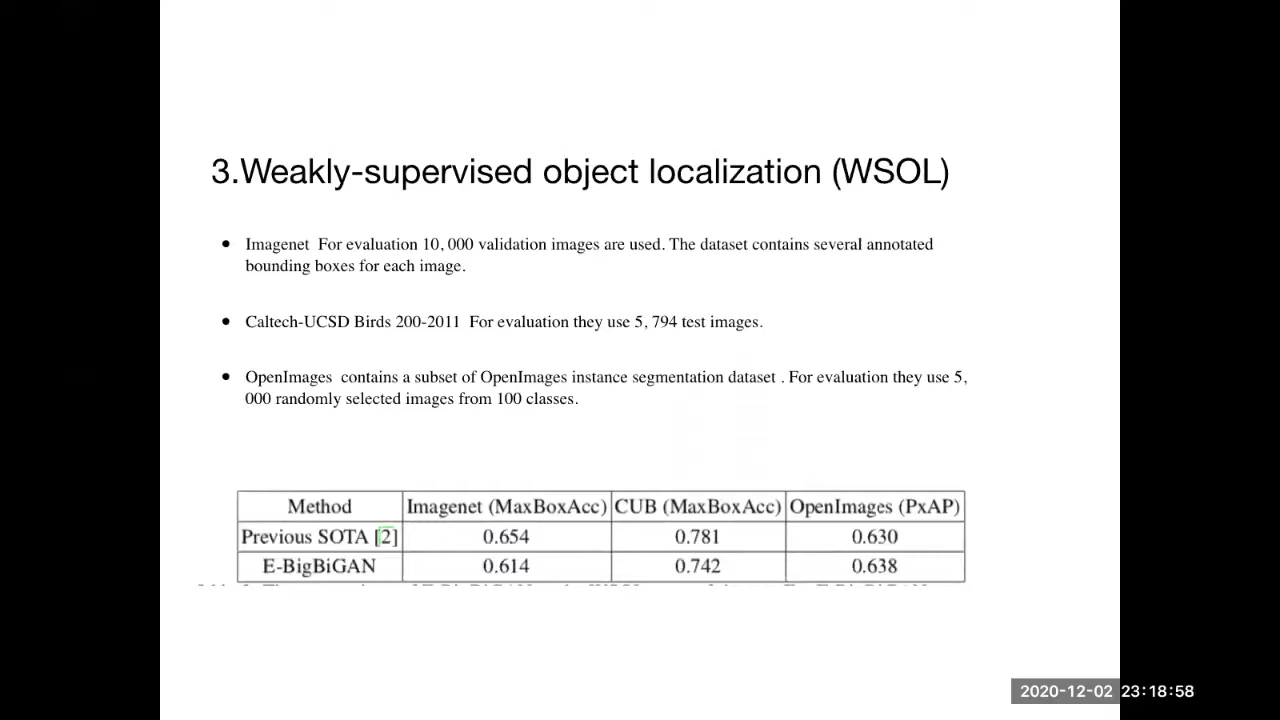 3.Weakly-supervised object localization (WSOL)
• Imagenet For evaluation 10, 000 validation images are used. The dataset contains several annotated
bounding boxes for each image.
• Caltech-UCSD Birds 200-2011 For evaluation they use 5, 794 test images.
• OpenImages contains a subset of OpenImages instance segmentation dataset . For evaluation they use 5,
000 randomly selected images from 100 classes.
Method Imagenet (MaxBoxAcc) CUB (MaxBoxAcc) OpenImages (PxAP)
Previous SOTA [2] 0.654 0.781 0.630
E-BigBiGAN 0.614 0.742 0.638
2020-12-02 23:18:58